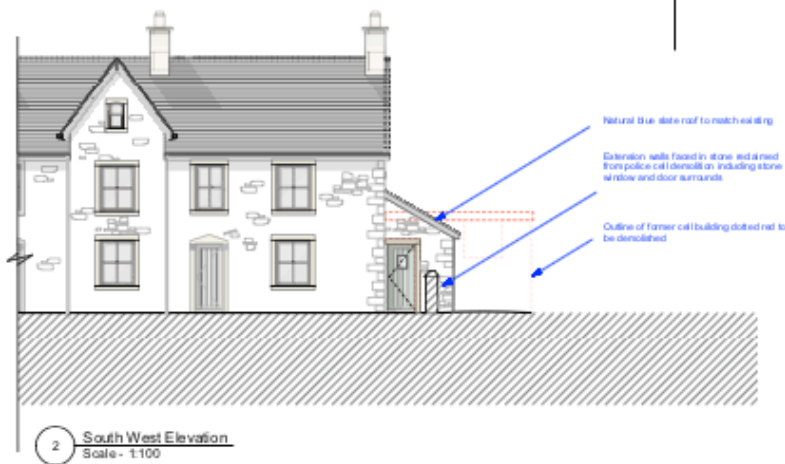 Natural blue slate roof to match existing
Extension walls faced in stone reclaimed
from police cell demolition including stone
window and door surrounds
Outline of former cell building dotted red to
be demolished
2
South West Elevation
Scale - 1:100